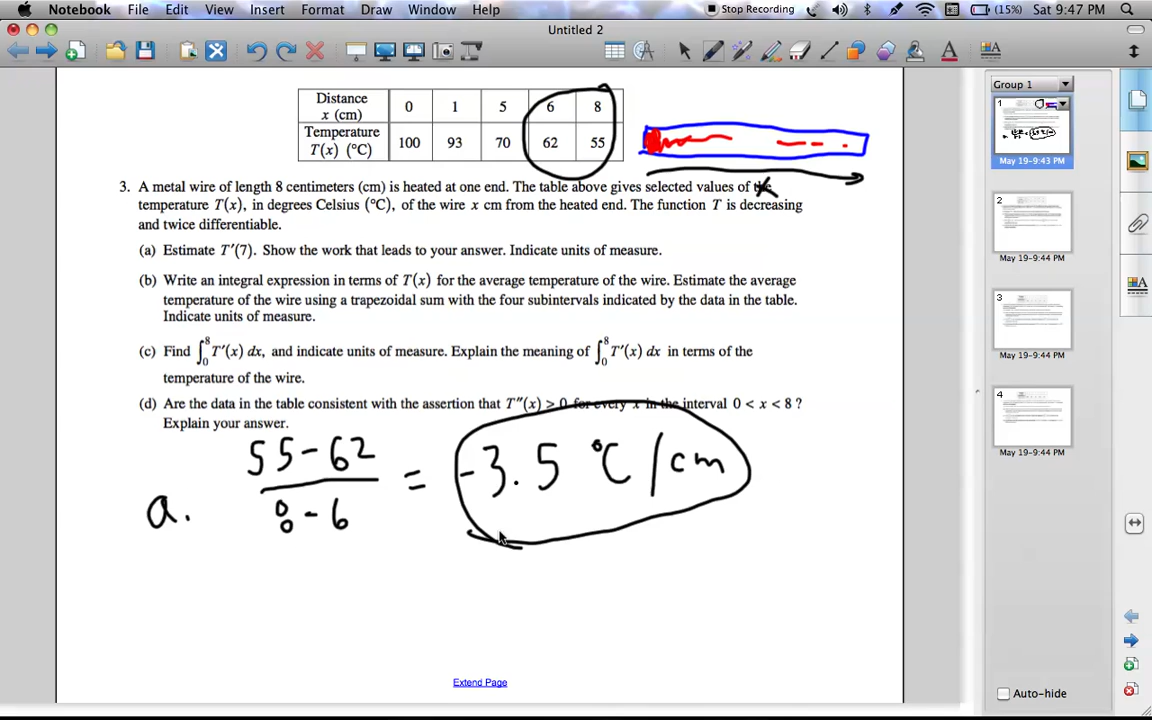 Notebook File Edit View Insert Format Draw Window Help Stop Recording (15%) Sat 9:47 PM
Untitled 2
Distance x (cm) 0 1 5 6 8
Temperature T(x) (°C) 100 93 70 62 55
3. A metal wire of length 8 centimeters (cm) is heated at one end. The table above gives selected values of the
temperature T(x), in degrees Celsius (°C), of the wire x cm from the heated end. The function T is decreasing
and twice differentiable.
(a) Estimate T′(7). Show the work that leads to your answer. Indicate units of measure.
(b) Write an integral expression in terms of T(x) for the average temperature of the wire. Estimate the average
temperature of the wire using a trapezoidal sum with the four subintervals indicated by the data in the table.
Indicate units of measure.
(c) Find ∫₀⁸ T′(x) dx, and indicate units of measure. Explain the meaning of ∫₀⁸ T′(x) dx in terms of the
temperature of the wire.
(d) Are the data in the table consistent with the assertion that T″(x) > 0 for every x in the interval 0 < x < 8 ?
Explain your answer.
a. 55-62 / 8-6 = -3.5 °C/cm
x
Extend Page
Group 1
1
May 19-9:43 PM
2
May 19-9:44 PM
3
May 19-9:44 PM
4
May 19-9:44 PM
Auto-hide